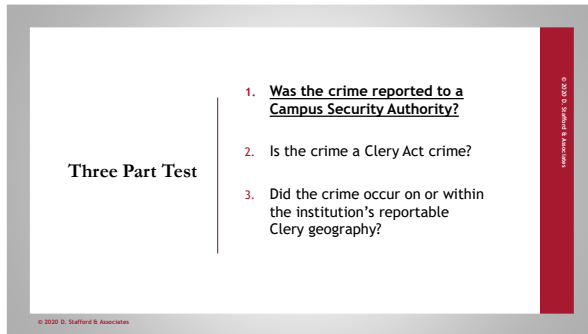 Three Part Test
1. Was the crime reported to a
Campus Security Authority?
2. Is the crime a Clery Act crime?
3. Did the crime occur on or within
the institution's reportable
Clery geography?
© 2020 D. Stafford & Associates
© 2020 D. Stafford & Associates